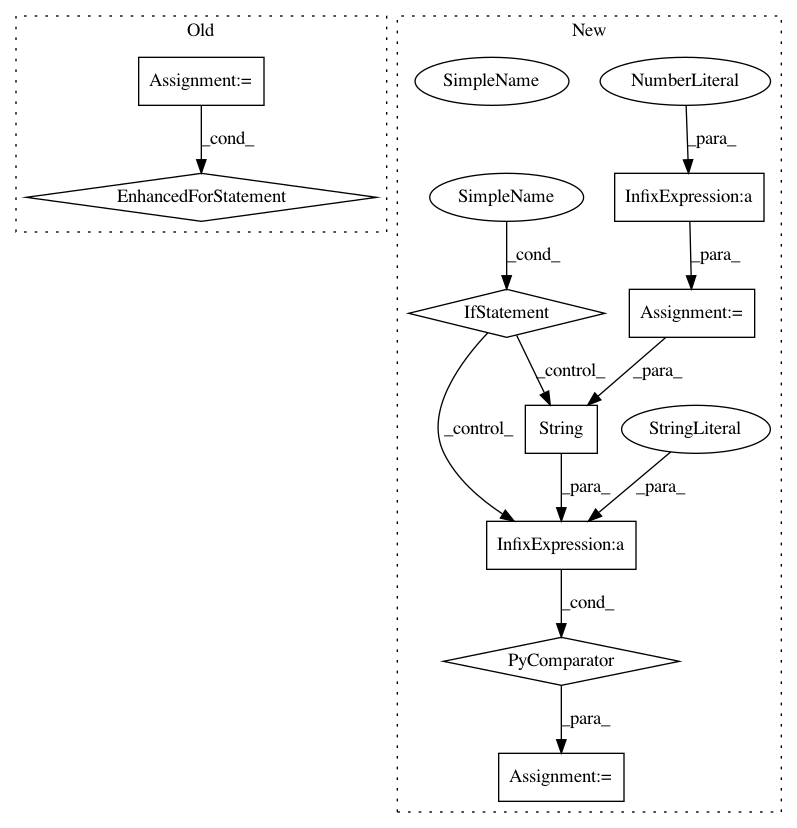 Old
New
Assignment:=
SimpleName
NumberLiteral
_cond_
_para_
EnhancedForStatement
SimpleName
InfixExpression:a
_cond_
_para_
IfStatement
Assignment:=
_control_
_para_
_control_
String
StringLiteral
_para_
_para_
InfixExpression:a
_cond_
PyComparator
_para_
Assignment:=